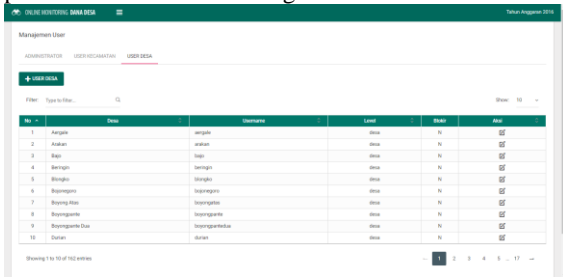 ONLINE MONITORING DANA DESA
Tahun Anggaran 2016
Manajemen User
ADMINISTRATOR USER KECAMATAN USER DESA
+ USER DESA
Filter: Type to filter... Show: 10
No Desa Username Level Blokir Aksi
1 Aergale aergale desa N
2 Arakan arakan desa N
3 Bajo bajo desa N
4 Beringin beringin desa N
5 Blongko blongko desa N
6 Bojonegoro bojonegoro desa N
7 Boyong Atas boyongatas desa N
8 Boyongpante boyongpante desa N
9 Boyongpante Dua boyongpantedua desa N
10 Durian durian desa N
Showing 1 to 10 of 162 entries ← 1 2 3 4 5 ... 17 →